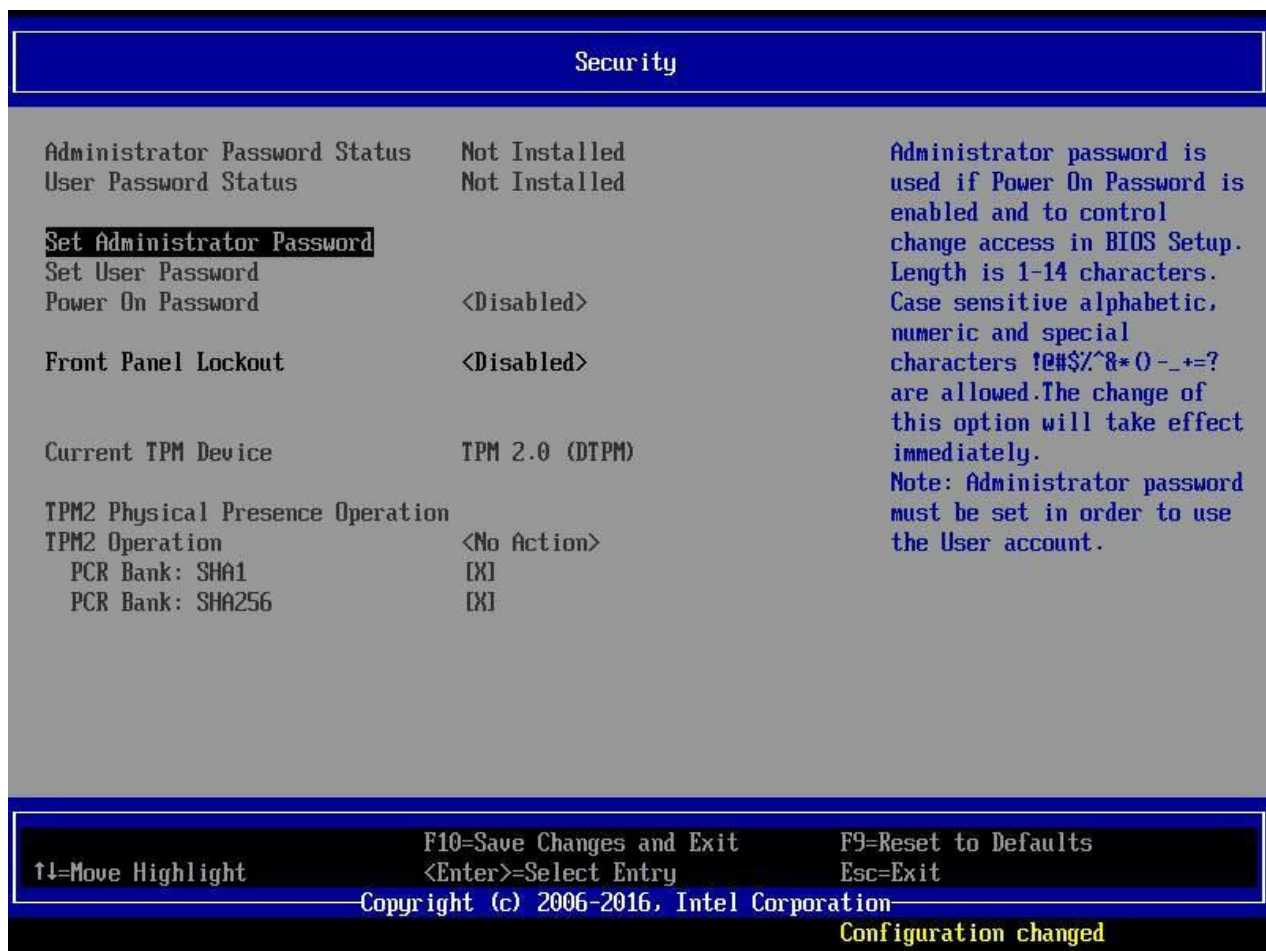 Security
Administrator Password Status Not Installed
User Password Status Not Installed
Set Administrator Password
Set User Password
Power On Password <Disabled>
Front Panel Lockout <Disabled>
Current TPM Device TPM 2.0 (DTPM)
TPM2 Physical Presence Operation
TPM2 Operation <No Action>
PCR Bank: SHA1 [X]
PCR Bank: SHA256 [X]
Administrator password is
used if Power On Password is
enabled and to control
change access in BIOS Setup.
Length is 1-14 characters.
Case sensitive alphabetic,
numeric and special
characters !@#$%^&*()-_+=?
are allowed.The change of
this option will take effect
immediately.
Note: Administrator password
must be set in order to use
the User account.
F10=Save Changes and Exit F9=Reset to Defaults
↑↓=Move Highlight <Enter>=Select Entry Esc=Exit
Copyright (c) 2006-2016, Intel Corporation
Configuration changed